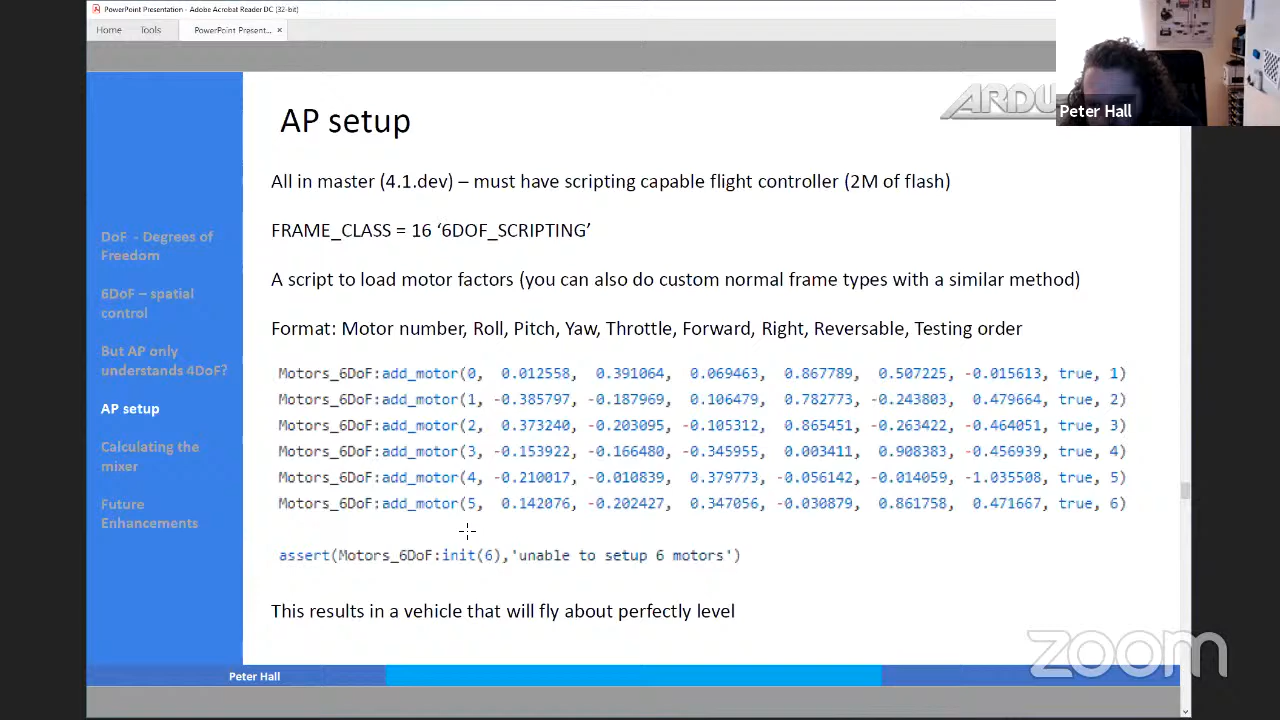 PowerPoint Presentation - Adobe Acrobat Reader DC (32-bit)
Home Tools PowerPoint Present... ×
ARDU
Peter Hall
AP setup
All in master (4.1.dev) – must have scripting capable flight controller (2M of flash)
FRAME_CLASS = 16 ‘6DOF_SCRIPTING’
A script to load motor factors (you can also do custom normal frame types with a similar method)
Format: Motor number, Roll, Pitch, Yaw, Throttle, Forward, Right, Reversable, Testing order
Motors_6DoF:add_motor(0, 0.012558, 0.391064, 0.069463, 0.867789, 0.507225, -0.015613, true, 1)
Motors_6DoF:add_motor(1, -0.385797, -0.187969, 0.106479, 0.782773, -0.243803, 0.479664, true, 2)
Motors_6DoF:add_motor(2, 0.373240, -0.203095, -0.105312, 0.865451, -0.263422, -0.464051, true, 3)
Motors_6DoF:add_motor(3, -0.153922, -0.166480, -0.345955, 0.003411, 0.908383, -0.456939, true, 4)
Motors_6DoF:add_motor(4, -0.210017, -0.010839, 0.379773, -0.056142, -0.014059, -1.035508, true, 5)
Motors_6DoF:add_motor(5, 0.142076, -0.202427, 0.347056, -0.030879, 0.861758, 0.471667, true, 6)
assert(Motors_6DoF:init(6),'unable to setup 6 motors')
This results in a vehicle that will fly about perfectly level
DoF - Degrees of
Freedom
6DoF – spatial
control
But AP only
understands 4DoF?
AP setup
Calculating the
mixer
Future
Enhancements
Peter Hall
zoom